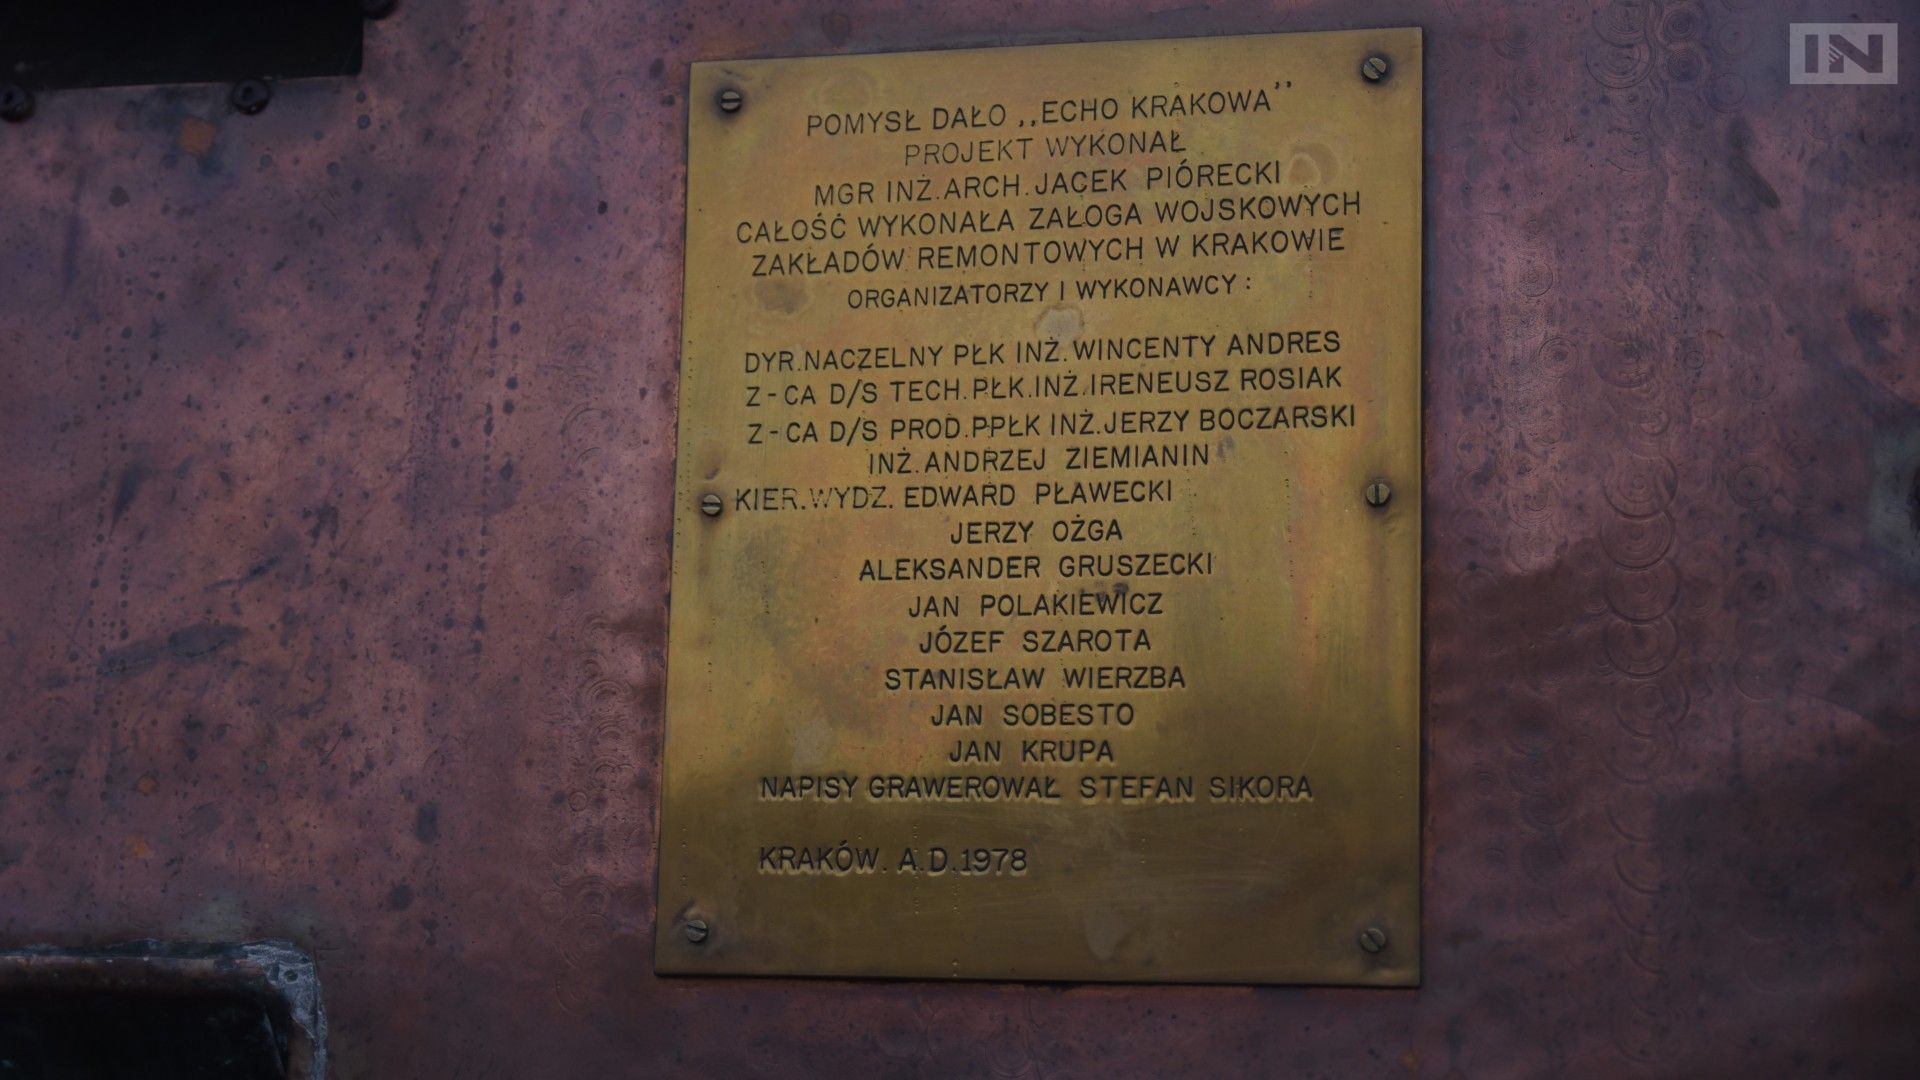 IN
POMYSŁ DAŁO ,,ECHO KRAKOWA''
PROJEKT WYKONAŁ
MGR INŻ. ARCH. JACEK PIÓRECKI
CAŁOŚĆ WYKONAŁA ZAŁOGA WOJSKOWYCH
ZAKŁADÓW REMONTOWYCH W KRAKOWIE
ORGANIZATORZY I WYKONAWCY :
DYR. NACZELNY PŁK INŻ. WINCENTY ANDRES
Z-CA D/S TECH. PŁK. INŻ. IRENEUSZ ROSIAK
Z-CA D/S PROD. PPŁK INŻ. JERZY BOCZARSKI
INŻ. ANDRZEJ ZIEMIANIN
KIER. WYDZ. EDWARD PŁAWECKI
JERZY OŻGA
ALEKSANDER GRUSZECKI
JAN POLAKIEWICZ
JÓZEF SZAROTA
STANISŁAW WIERZBA
JAN SOBESTO
JAN KRUPA
NAPISY GRAWEROWAŁ STEFAN SIKORA
KRAKÓW. A.D. 1978